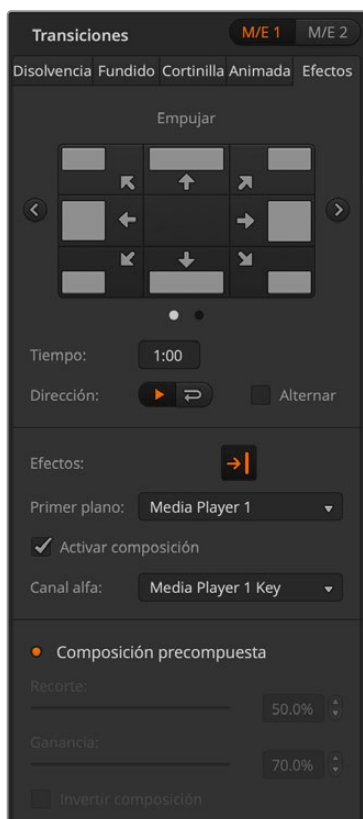 Transiciones M/E 1 M/E 2
Disolvencia Fundido Cortinilla Animada Efectos
Empujar
Tiempo: 1:00
Dirección: Alternar
Efectos:
Primer plano: Media Player 1
Activar composición
Canal alfa: Media Player 1 Key
Composición precompuesta
Recorte:
50.0%
Ganancia:
70.0%
Invertir composición